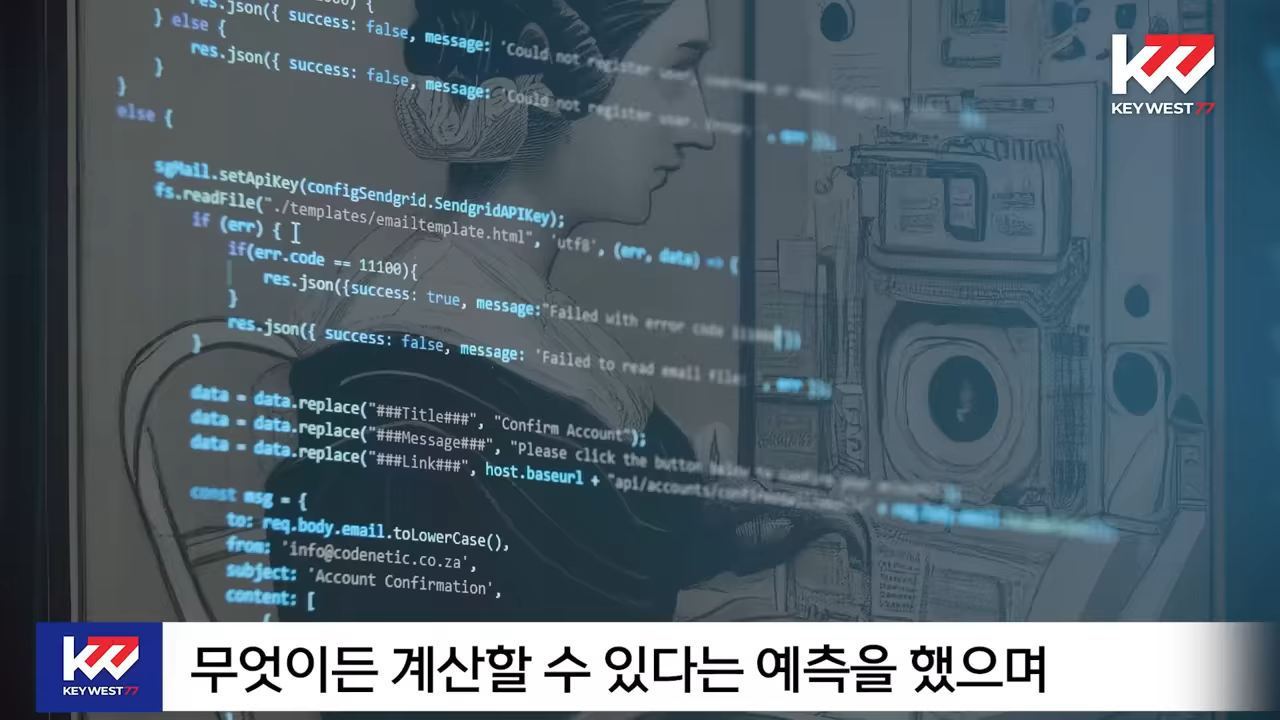 res.json({ success: false, message: 'Could not register user,
} else {
res.json({ success: false, message: 'Could not register user.
}
}
else {
sgMail.setApiKey(configSendgrid.SendgridAPIKey);
fs.readFile("./templates/emailtemplate.html", 'utf8', (err, data) => {
if (err) {
if(err.code == 11100){
res.json({success: true, message:"Failed with error code
}
res.json({ success: false, message: 'Failed to read email file: , err });
}
data = data.replace("###Title###", "Confirm Account");
data = data.replace("###Message###", "Please click the button below to
data = data.replace("###Link###", host.baseurl + "api/accounts/
const msg = {
to: req.body.email.toLowerCase(),
from: 'info@codenetic.co.za',
subject: 'Account Confirmation',
content: [
{
KEY WEST 77
KEY WEST 77
무엇이든 계산할 수 있다는 예측을 했으며